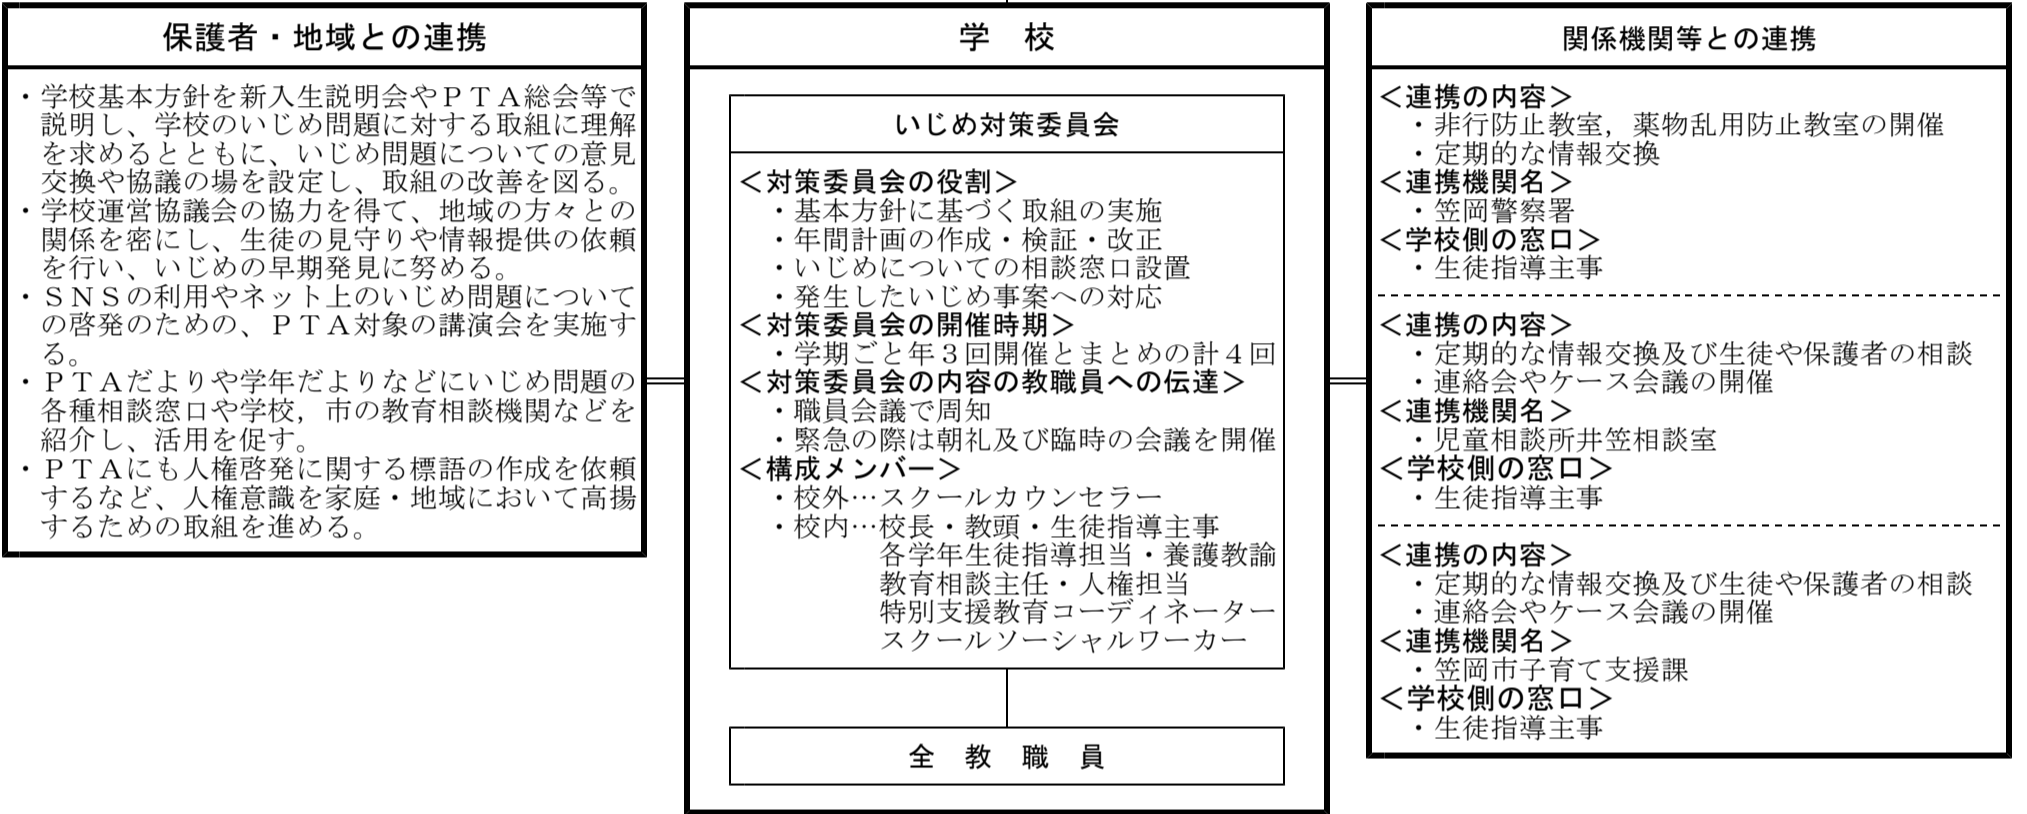 保護者・地域との連携
・学校基本方針を新入生説明会やＰＴＡ総会等で
説明し、学校のいじめ問題に対する取組に理解
を求めるとともに、いじめ問題についての意見
交換や協議の場を設定し、取組の改善を図る。
・学校運営協議会の協力を得て、地域の方々との
関係を密にし、生徒の見守りや情報提供の依頼
を行い、いじめの早期発見に努める。
・ＳＮＳの利用やネット上のいじめ問題について
の啓発のための、ＰＴＡ対象の講演会を実施す
る。
・ＰＴＡだよりや学年だよりなどにいじめ問題の
各種相談窓口や学校，市の教育相談機関などを
紹介し、活用を促す。
・ＰＴＡにも人権啓発に関する標語の作成を依頼
するなど、人権意識を家庭・地域において高揚
するための取組を進める。
学　校
いじめ対策委員会
＜対策委員会の役割＞
・基本方針に基づく取組の実施
・年間計画の作成・検証・改正
・いじめについての相談窓口設置
・発生したいじめ事案への対応
＜対策委員会の開催時期＞
・学期ごと年３回開催とまとめの計４回
＜対策委員会の内容の教職員への伝達＞
・職員会議で周知
・緊急の際は朝礼及び臨時の会議を開催
＜構成メンバー＞
・校外…スクールカウンセラー
・校内…校長・教頭・生徒指導主事
各学年生徒指導担当・養護教諭
教育相談主任・人権担当
特別支援教育コーディネーター
スクールソーシャルワーカー
全　教　職　員
関係機関等との連携
＜連携の内容＞
・非行防止教室，薬物乱用防止教室の開催
・定期的な情報交換
＜連携機関名＞
・笠岡警察署
＜学校側の窓口＞
・生徒指導主事
＜連携の内容＞
・定期的な情報交換及び生徒や保護者の相談
・連絡会やケース会議の開催
＜連携機関名＞
・児童相談所井笠相談室
＜学校側の窓口＞
・生徒指導主事
＜連携の内容＞
・定期的な情報交換及び生徒や保護者の相談
・連絡会やケース会議の開催
＜連携機関名＞
・笠岡市子育て支援課
＜学校側の窓口＞
・生徒指導主事